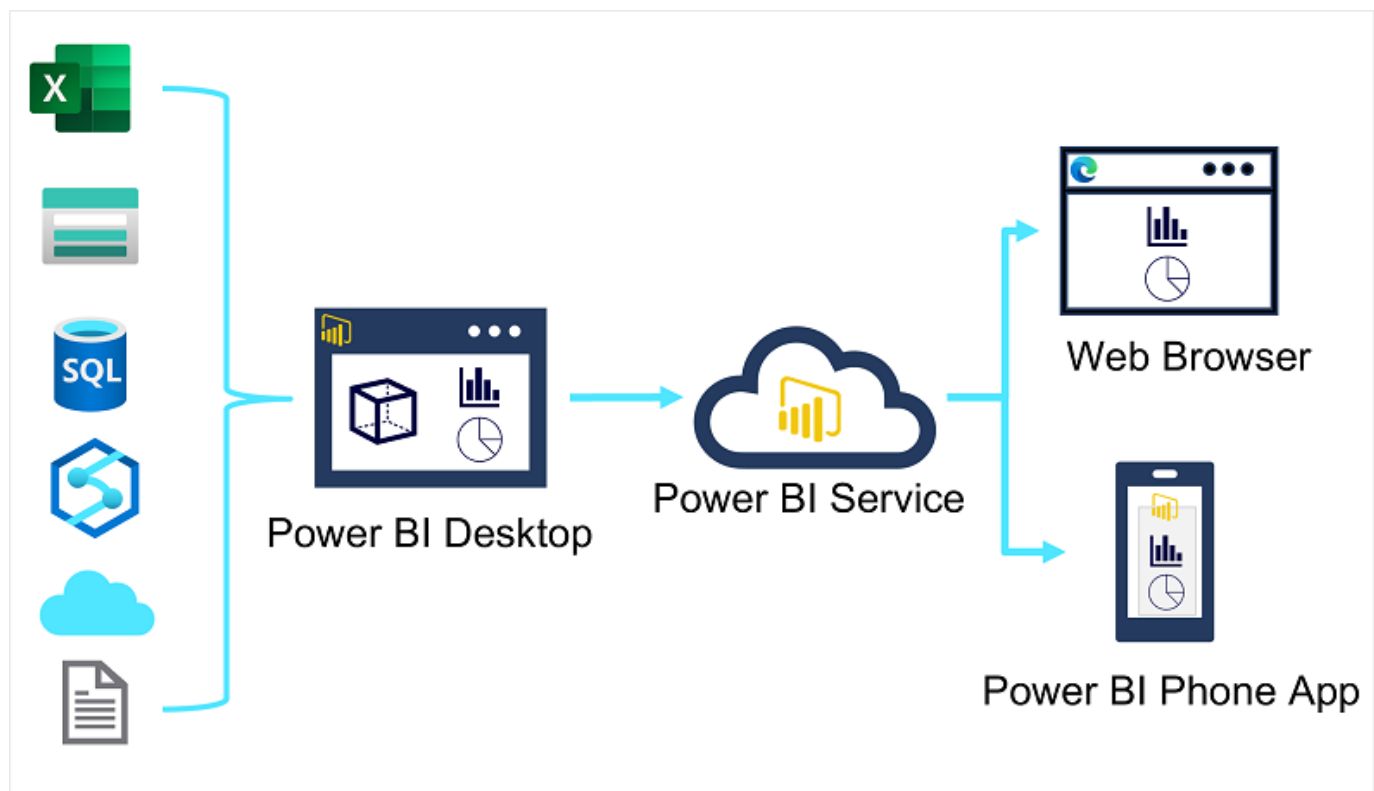 X
SQL
Power BI Desktop
Power BI Service
Web Browser
Power BI Phone App